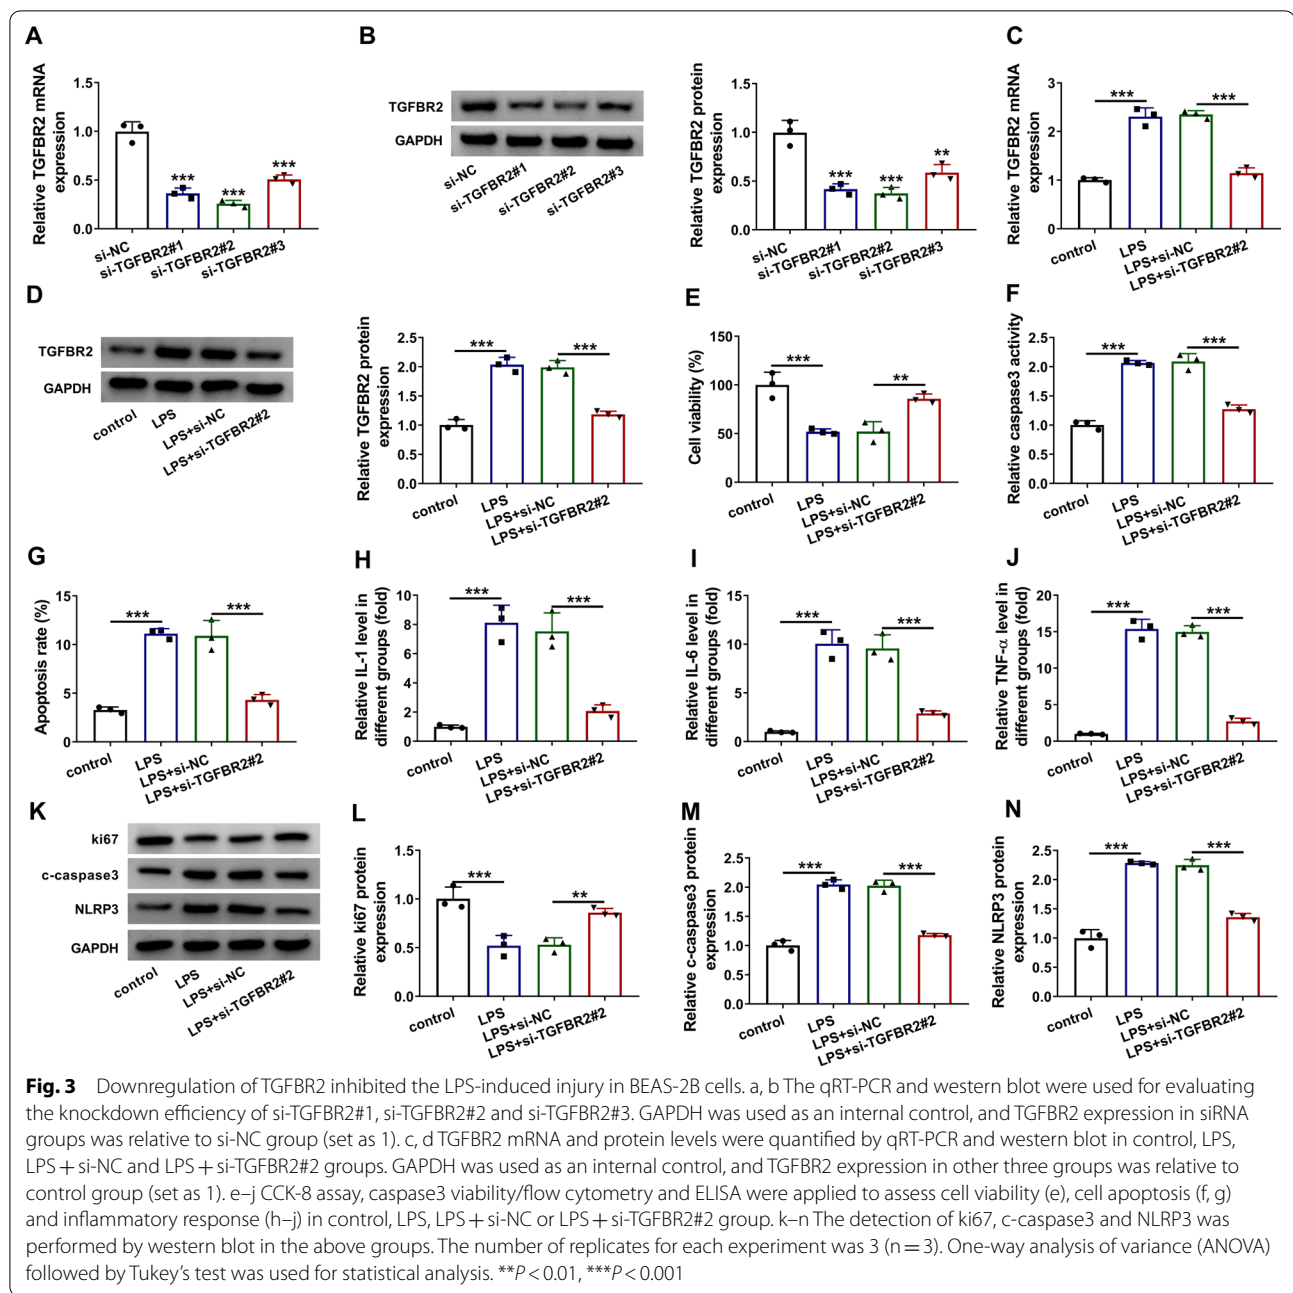 A
Relative TGFBR2 mRNA
expression
1.5
1.0
0.5
0.0
***
***
***
si-NC
si-TGFBR2#1
si-TGFBR2#2
si-TGFBR2#3
B
TGFBR2
GAPDH
si-NC
si-TGFBR2#1
si-TGFBR2#2
si-TGFBR2#3
Relative TGFBR2 protein
expression
1.5
1.0
0.5
0.0
***
***
**
si-NC
si-TGFBR2#1
si-TGFBR2#2
si-TGFBR2#3
C
Relative TGFBR2 mRNA
expression
3
2
1
0
***
***
control
LPS
LPS+si-NC
LPS+si-TGFBR2#2
D
TGFBR2
GAPDH
control
LPS
LPS+si-NC
LPS+si-TGFBR2#2
Relative TGFBR2 protein
expression
2.5
2.0
1.5
1.0
0.5
0.0
***
***
control
LPS
LPS+si-NC
LPS+si-TGFBR2#2
E
Cell viability (%)
150
100
50
0
***
**
control
LPS
LPS+si-NC
LPS+si-TGFBR2#2
F
Relative caspase3 activity
2.5
2.0
1.5
1.0
0.5
0.0
***
***
control
LPS
LPS+si-NC
LPS+si-TGFBR2#2
G
Apoptosis rate (%)
15
10
5
0
***
***
control
LPS
LPS+si-NC
LPS+si-TGFBR2#2
H
Relative IL-1 level in
different groups (fold)
10
8
6
4
2
0
***
***
control
LPS
LPS+si-NC
LPS+si-TGFBR2#2
I
Relative IL-6 level in
different groups (fold)
15
10
5
0
***
***
control
LPS
LPS+si-NC
LPS+si-TGFBR2#2
J
Relative TNF-α level in
different groups (fold)
20
15
10
5
0
***
***
control
LPS
LPS+si-NC
LPS+si-TGFBR2#2
K
ki67
c-caspase3
NLRP3
GAPDH
control
LPS
LPS+si-NC
LPS+si-TGFBR2#2
L
Relative ki67 protein
expression
1.5
1.0
0.5
0.0
***
**
control
LPS
LPS+si-NC
LPS+si-TGFBR2#2
M
Relative c-caspase3 protein
expression
2.5
2.0
1.5
1.0
0.5
0.0
***
***
control
LPS
LPS+si-NC
LPS+si-TGFBR2#2
N
Relative NLRP3 protein
expression
2.5
2.0
1.5
1.0
0.5
0.0
***
***
control
LPS
LPS+si-NC
LPS+si-TGFBR2#2
Fig. 3 Downregulation of TGFBR2 inhibited the LPS-induced injury in BEAS-2B cells. a, b The qRT-PCR and western blot were used for evaluating
the knockdown efficiency of si-TGFBR2#1, si-TGFBR2#2 and si-TGFBR2#3. GAPDH was used as an internal control, and TGFBR2 expression in siRNA
groups was relative to si-NC group (set as 1). c, d TGFBR2 mRNA and protein levels were quantified by qRT-PCR and western blot in control, LPS,
LPS + si-NC and LPS + si-TGFBR2#2 groups. GAPDH was used as an internal control, and TGFBR2 expression in other three groups was relative to
control group (set as 1). e–j CCK-8 assay, caspase3 viability/flow cytometry and ELISA were applied to assess cell viability (e), cell apoptosis (f, g)
and inflammatory response (h–j) in control, LPS, LPS + si-NC or LPS + si-TGFBR2#2 group. k–n The detection of ki67, c-caspase3 and NLRP3 was
performed by western blot in the above groups. The number of replicates for each experiment was 3 (n = 3). One-way analysis of variance (ANOVA)
followed by Tukey's test was used for statistical analysis. **P < 0.01, ***P < 0.001